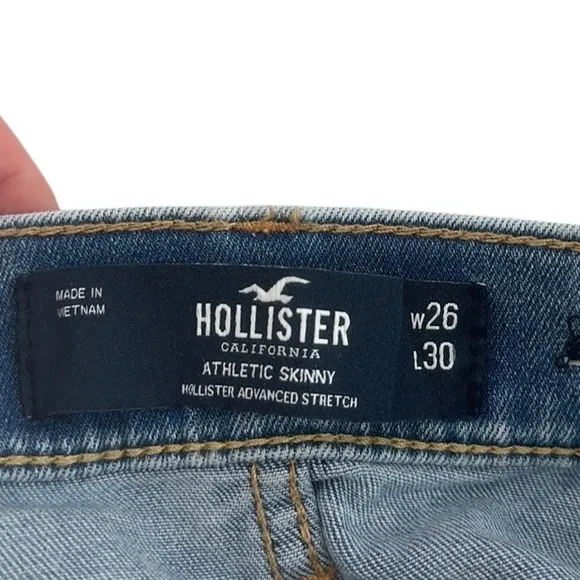 MADE IN
VIETNAM
HOLLISTER
CALIFORNIA
ATHLETIC SKINNY
HOLLISTER ADVANCED STRETCH
W26
L30